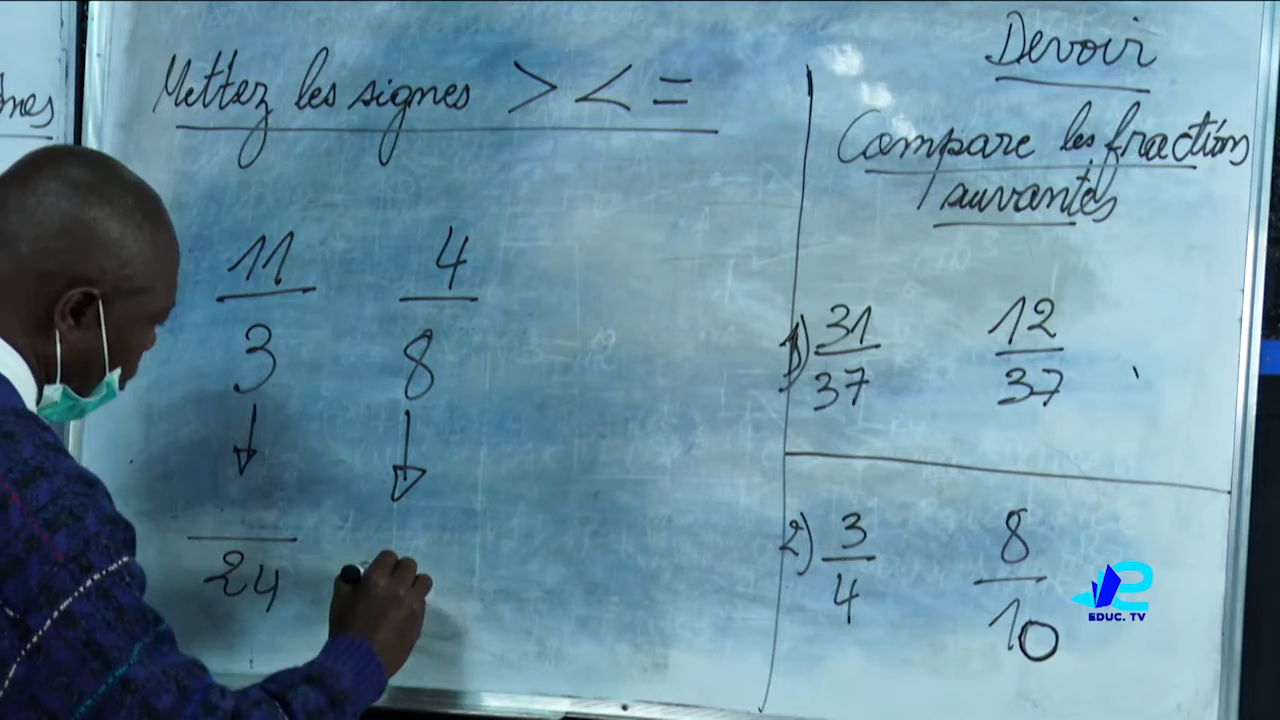 nes
Mettez les signes > < =
11 4
3 8
24
Devoir
Compare les fractions
suivantes
1) 31 12
37 37
2) 3 8
4 10
EDUC. TV